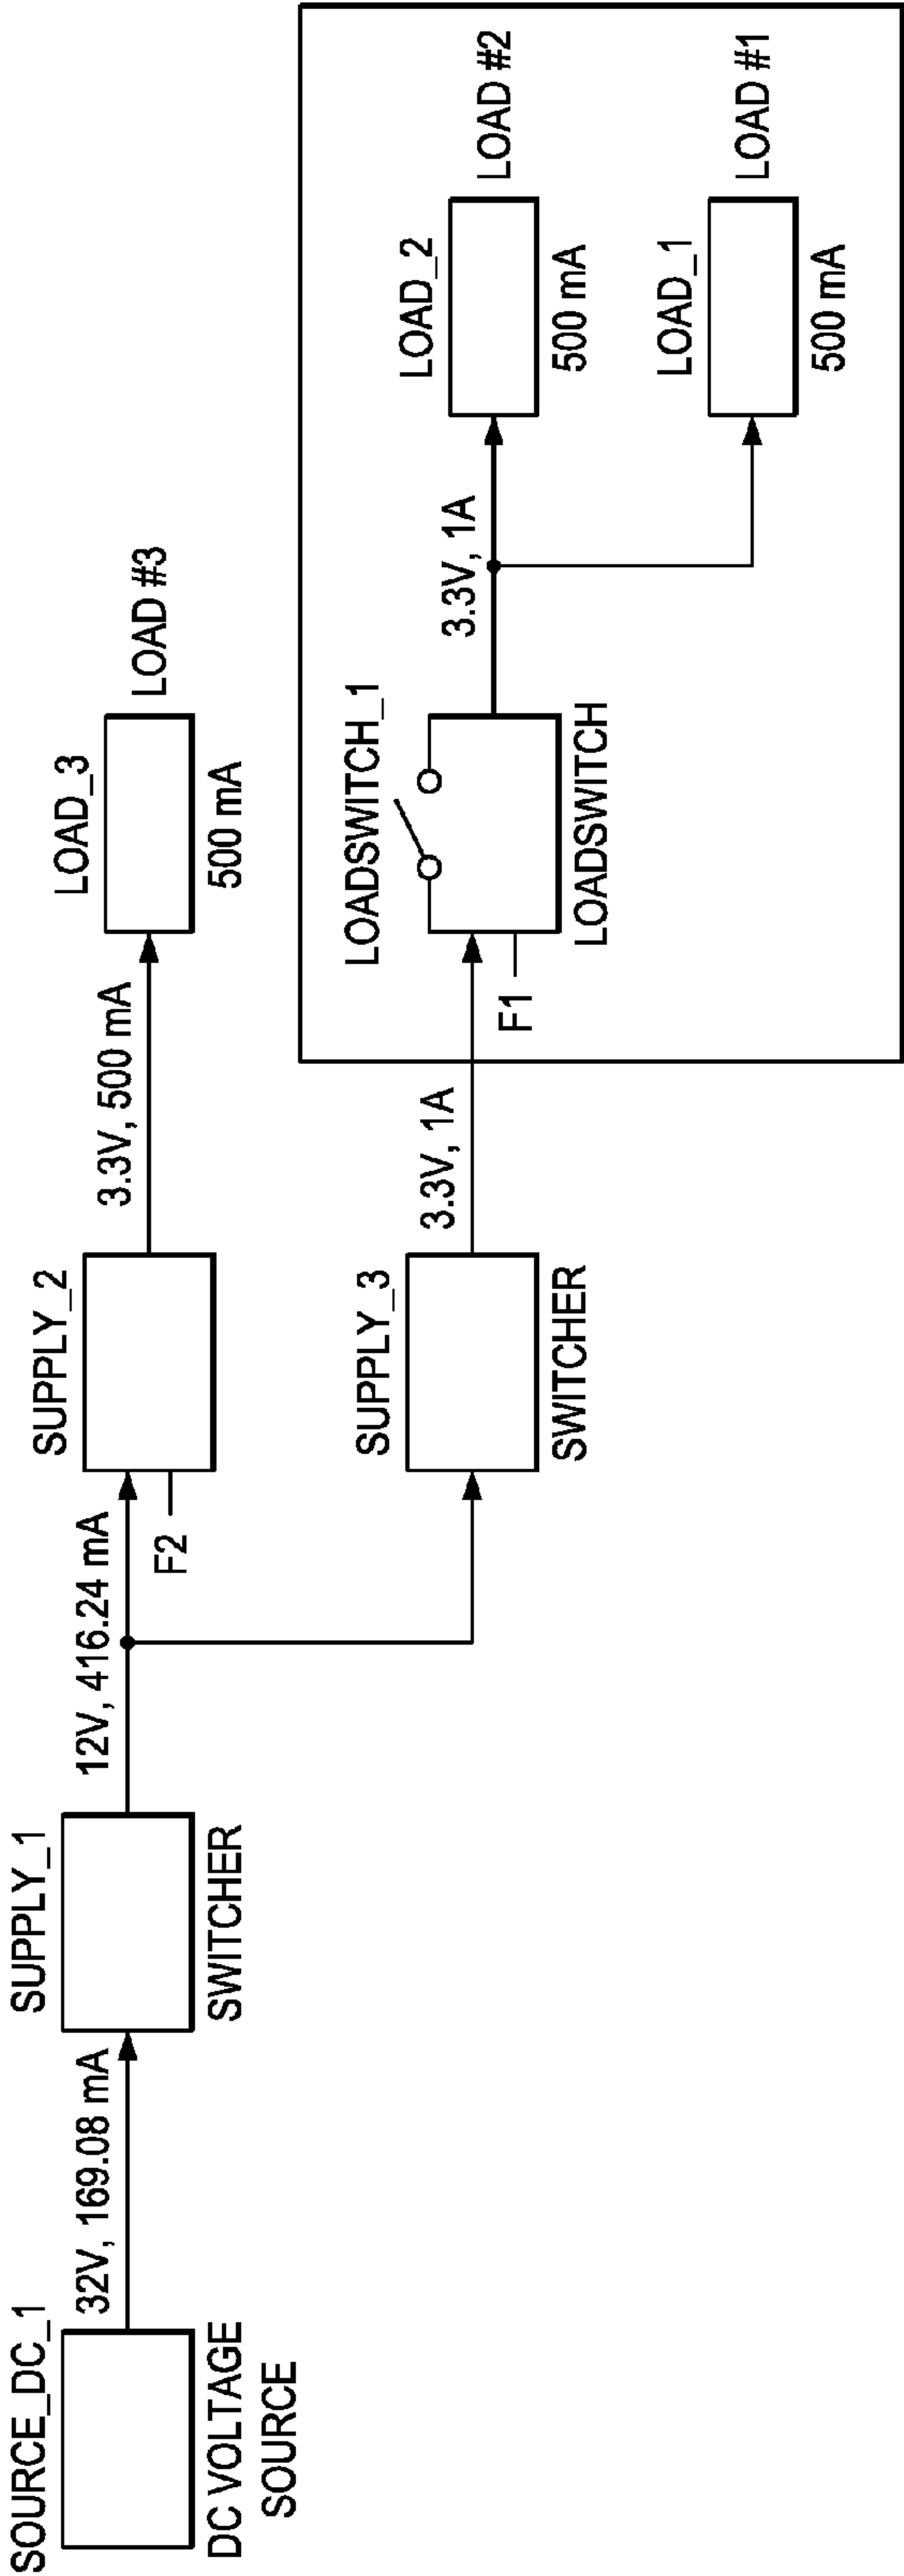 SOURCE_DC_1
DC VOLTAGE
SOURCE
32V, 169.08 mA
SUPPLY_1
SWITCHER
12V, 416.24 mA
SUPPLY_2
F2
3.3V, 500 mA
LOAD_3
500 mA
LOAD #3
SUPPLY_3
SWITCHER
3.3V, 1A
LOADSWITCH_1
F1
LOADSWITCH
3.3V, 1A
LOAD_2
500 mA
LOAD #2
LOAD_1
500 mA
LOAD #1